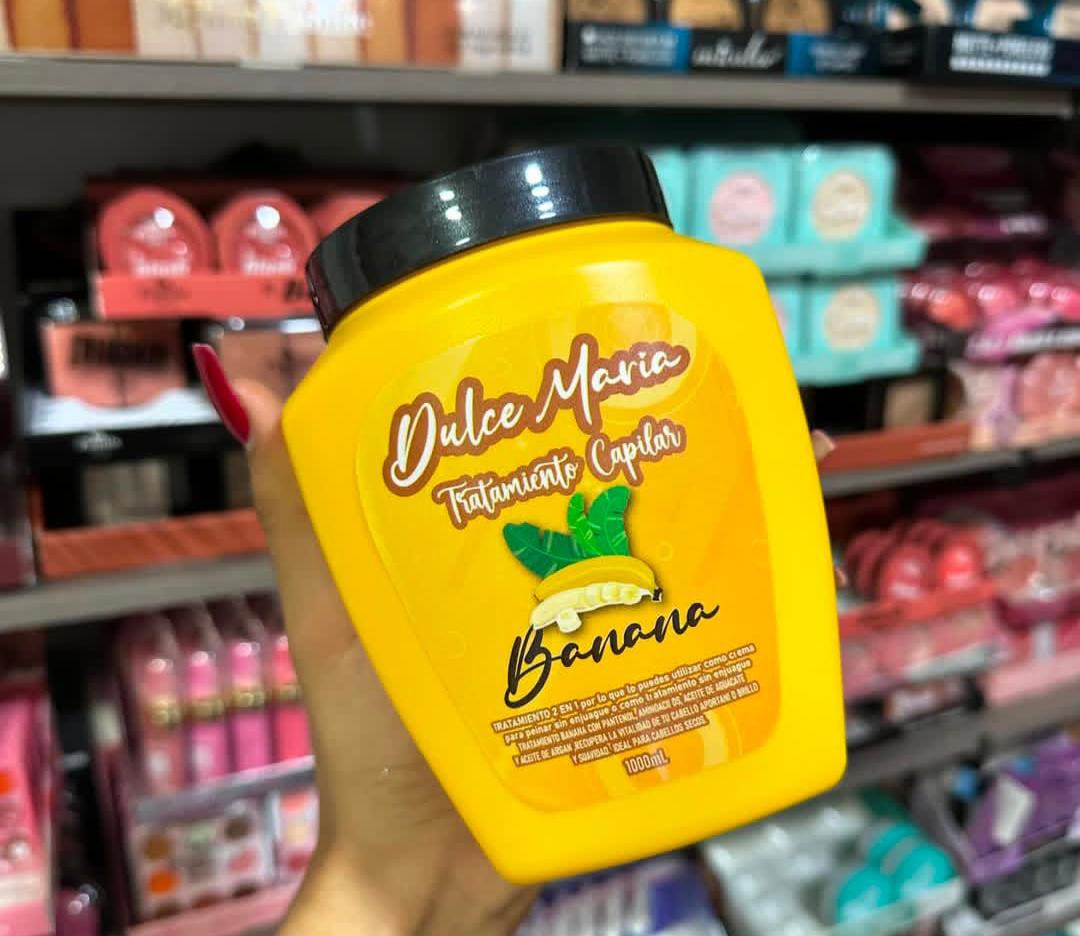 Dulce Maria
Tratamiento Capilar
Banana
TRATAMIENTO 2 EN 1 por lo que lo puedes utilizar como crema
para peinar sin enjuague o como tratamiento sin enjuague
TRATAMIENTO BANANA CON PANTENOL, AMINOACIDOS, ACEITE DE AGUACATE
Y ACEITE DE ARGAN RECUPERA LA VITALIDAD DE TU CABELLO APORTANDO BRILLO
Y SUAVIDAD. IDEAL PARA CABELLOS SECOS.
1000mL